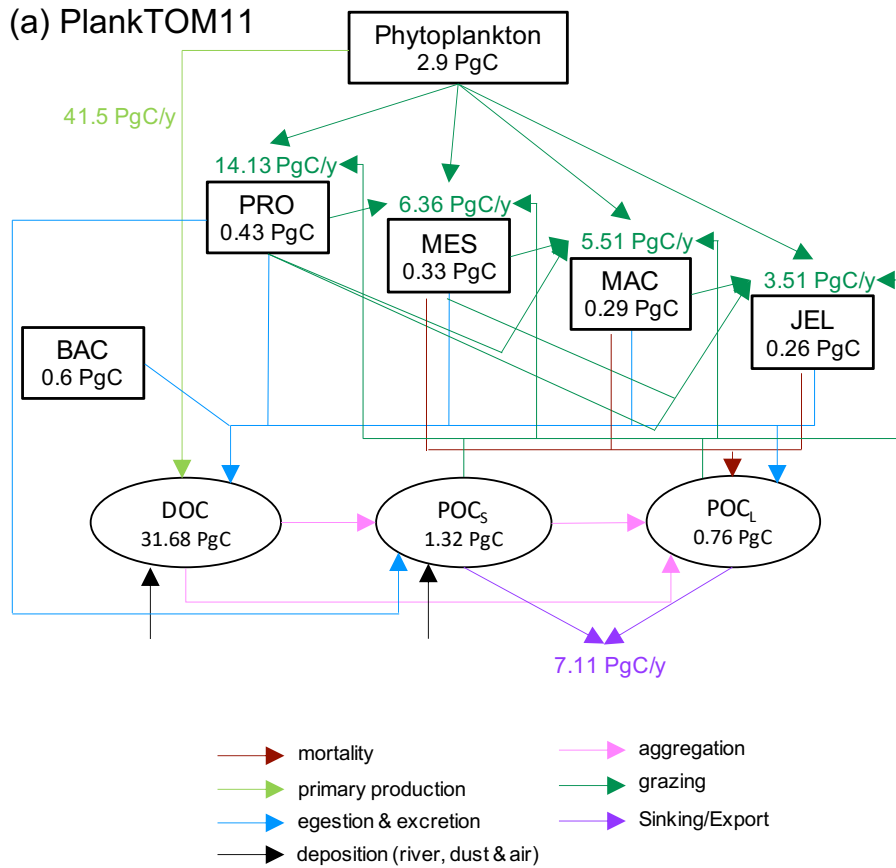 (a) PlankTOM11
Phytoplankton
2.9 PgC
41.5 PgC/y
14.13 PgC/y
PRO
0.43 PgC
6.36 PgC/y
MES
0.33 PgC
5.51 PgC/y
MAC
0.29 PgC
3.51 PgC/y
JEL
0.26 PgC
BAC
0.6 PgC
DOC
31.68 PgC
POCS
1.32 PgC
POCL
0.76 PgC
7.11 PgC/y
mortality
primary production
egestion & excretion
deposition (river, dust & air)
aggregation
grazing
Sinking/Export